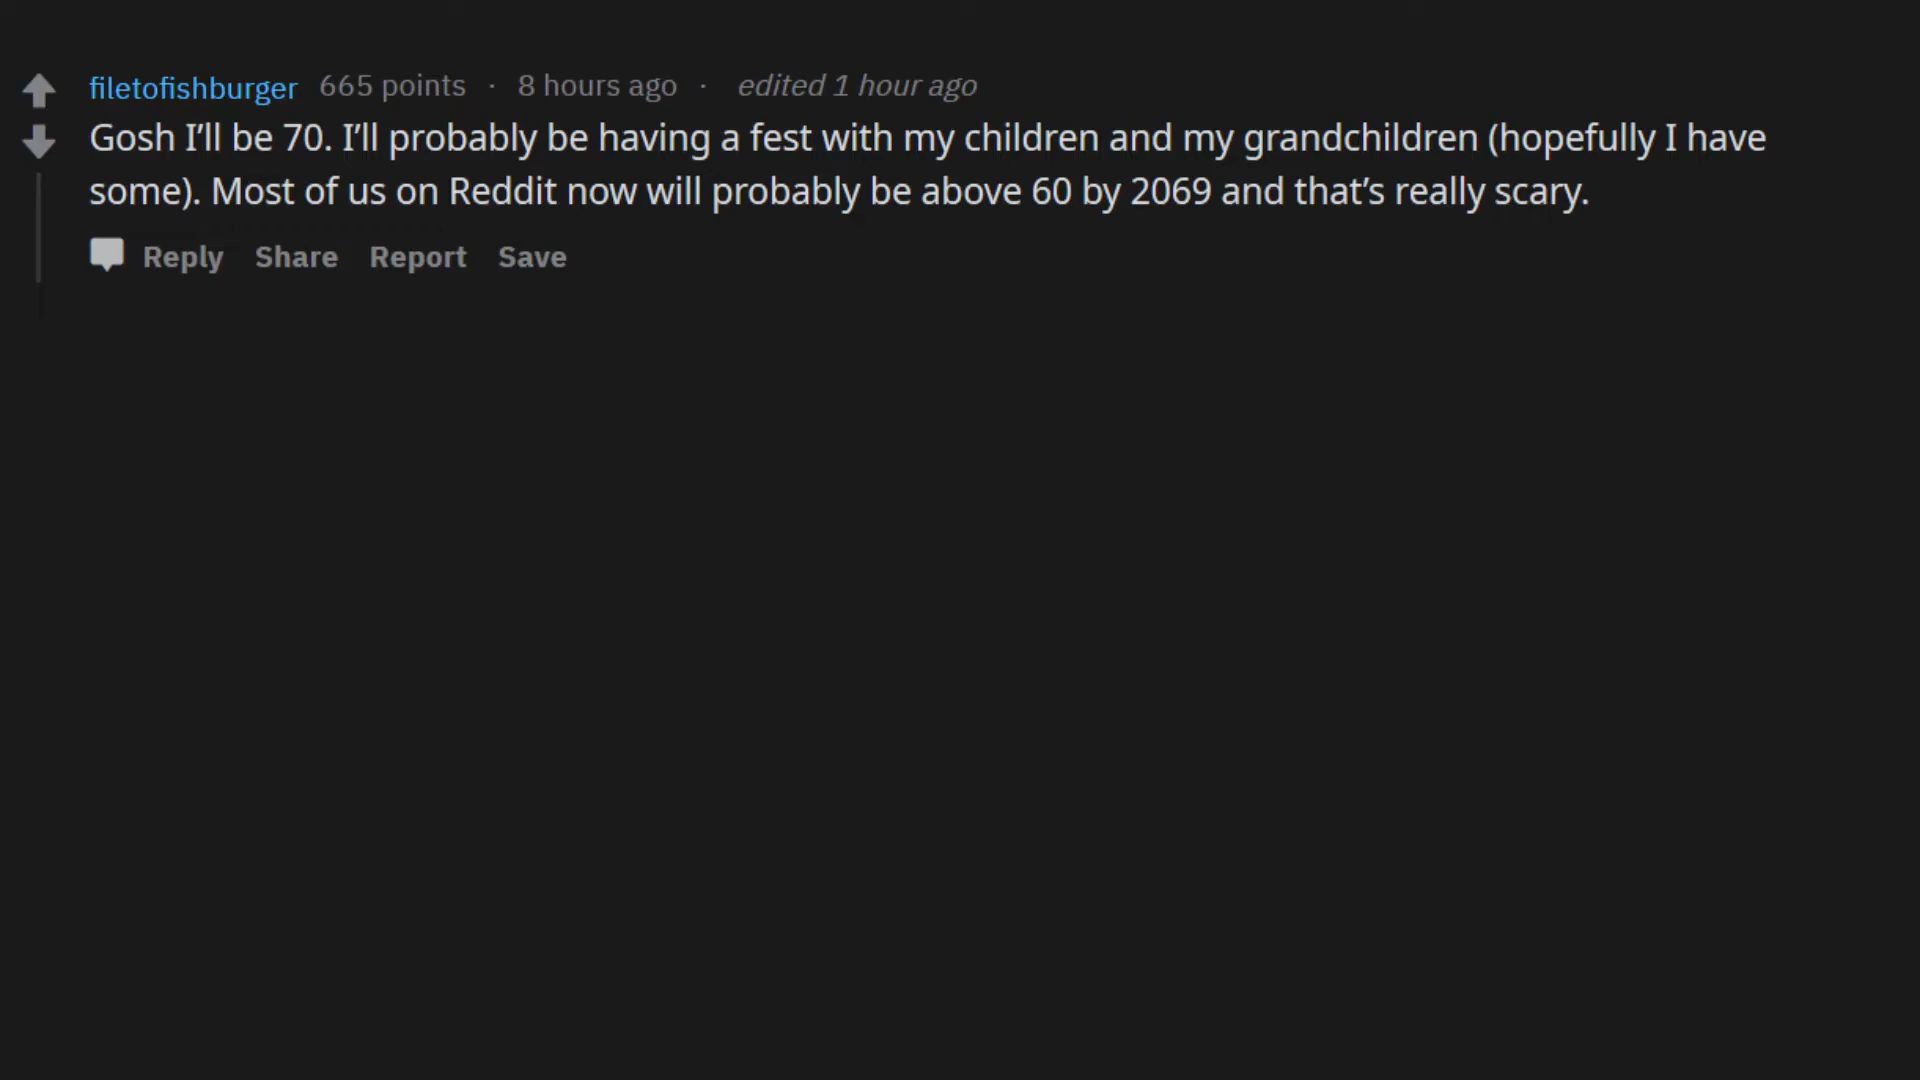 filetofishburger 665 points · 8 hours ago · edited 1 hour ago
Gosh I’ll be 70. I’ll probably be having a fest with my children and my grandchildren (hopefully I have
some). Most of us on Reddit now will probably be above 60 by 2069 and that’s really scary.
Reply Share Report Save